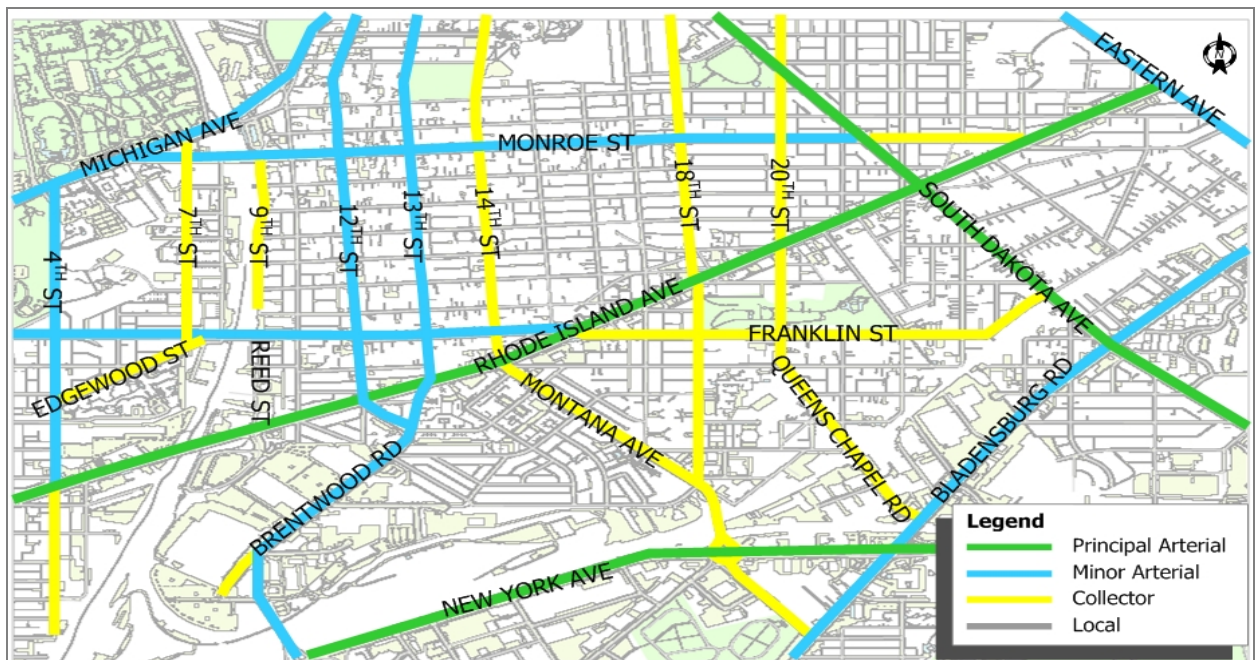 EASTERN AVE
N
MICHIGAN AVE
MONROE ST
7TH ST
9TH ST
12TH ST
13TH ST
14TH ST
18TH ST
20TH ST
4TH ST
SOUTH DAKOTA AVE
RHODE ISLAND AVE
FRANKLIN ST
EDGEWOOD ST
REED ST
MONTANA AVE
QUEENS CHAPEL RD
BLADENSBURG RD
BRENTWOOD RD
NEW YORK AVE
Legend
Principal Arterial
Minor Arterial
Collector
Local